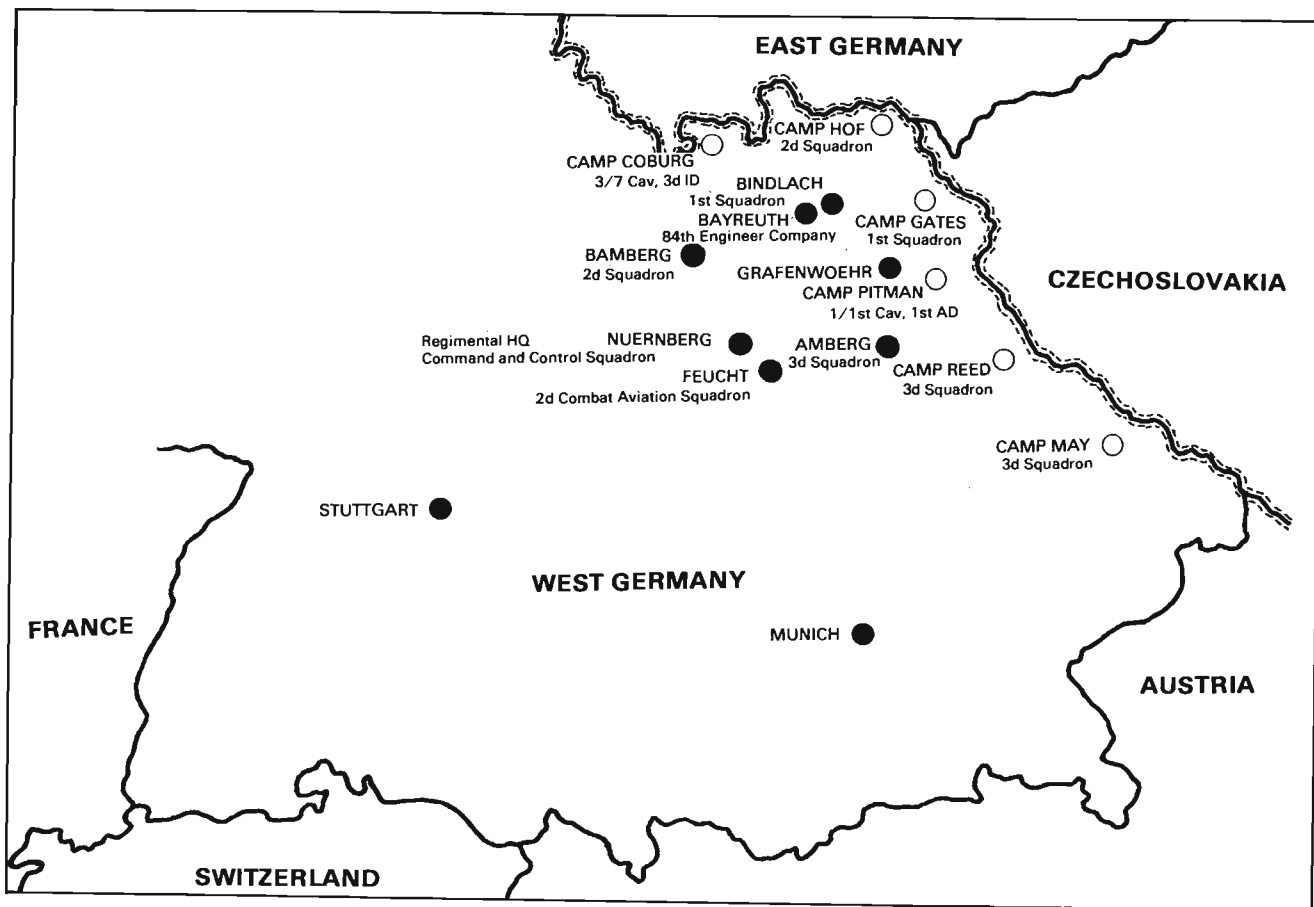 EAST GERMANY
CAMP HOF
2d Squadron
CAMP COBURG
3/7 Cav, 3d ID
BINDLACH
1st Squadron
BAYREUTH
84th Engineer Company
CAMP GATES
1st Squadron
BAMBERG
2d Squadron
GRAFENWOEHR
CAMP PITMAN
1/1st Cav, 1st AD
CZECHOSLOVAKIA
Regimental HQ
Command and Control Squadron
NUERNBERG
AMBERG
3d Squadron
CAMP REED
3d Squadron
FEUCHT
2d Combat Aviation Squadron
CAMP MAY
3d Squadron
STUTTGART
WEST GERMANY
FRANCE
MUNICH
AUSTRIA
SWITZERLAND